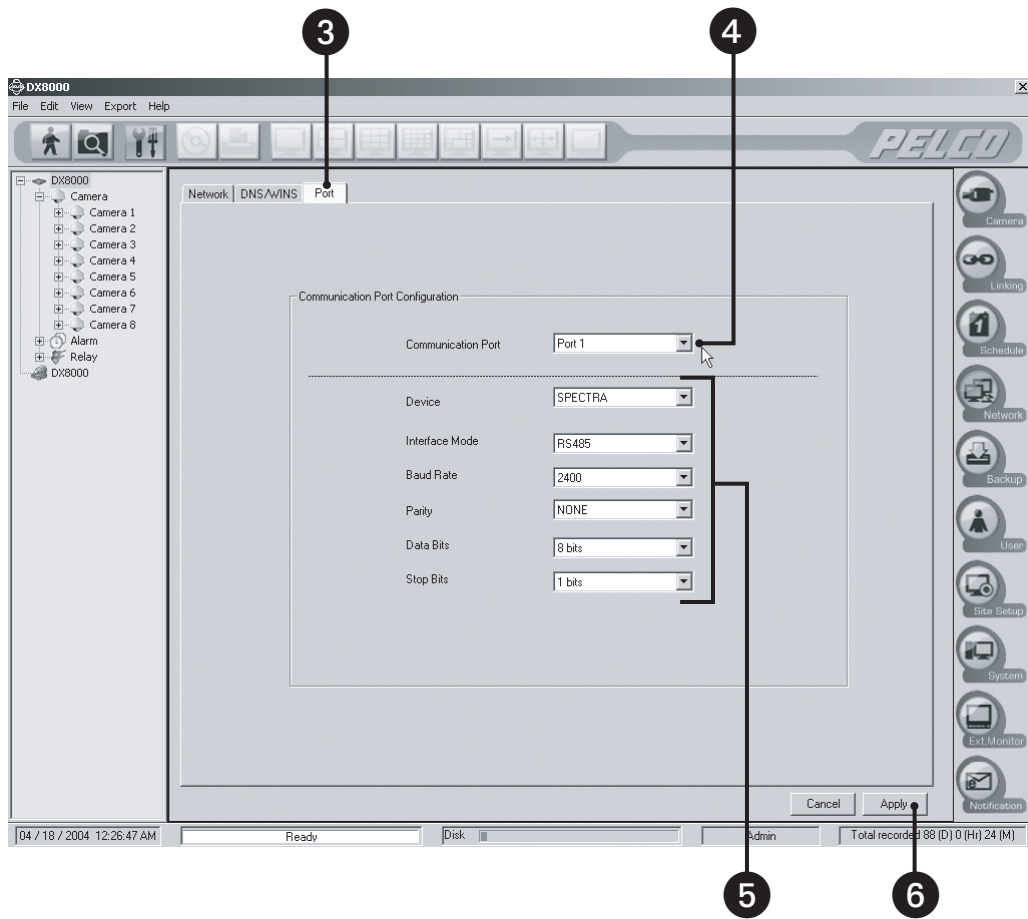 3
4
DX8000
File Edit View Export Help
PELCO
DX8000
Camera
Camera 1
Camera 2
Camera 3
Camera 4
Camera 5
Camera 6
Camera 7
Camera 8
Alarm
Relay
DX8000
Network DNS/WINS Port
Communication Port Configuration
Communication Port Port 1
Device SPECTRA
Interface Mode RS485
Baud Rate 2400
Parity NONE
Data Bits 8 bits
Stop Bits 1 bits
Camera
Linking
Schedule
Network
Backup
User
Site Setup
System
Ext.Monitor
Notification
Cancel Apply
04 / 18 / 2004 12:26:47 AM Ready Disk Admin Total recorded 88 (D) 0 (Hr) 24 (M)
5
6